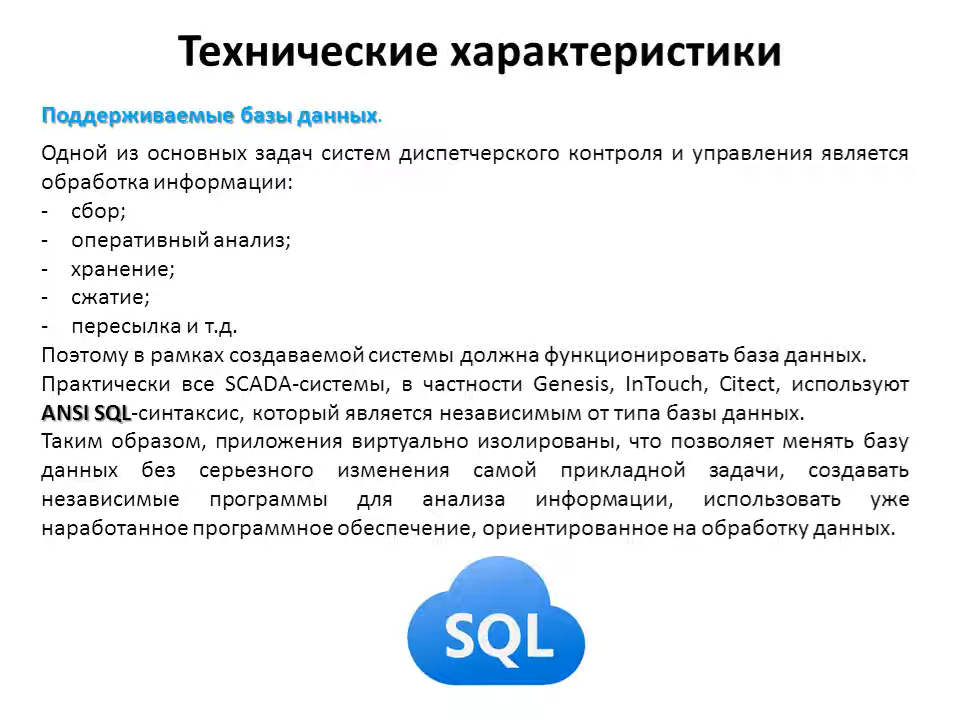 Технические характеристики
Поддерживаемые базы данных.
Одной из основных задач систем диспетчерского контроля и управления является
обработка информации:
- сбор;
- оперативный анализ;
- хранение;
- сжатие;
- пересылка и т.д.
Поэтому в рамках создаваемой системы должна функционировать база данных.
Практически все SCADA-системы, в частности Genesis, InTouch, Citect, используют
ANSI SQL-синтаксис, который является независимым от типа базы данных.
Таким образом, приложения виртуально изолированы, что позволяет менять базу
данных без серьезного изменения самой прикладной задачи, создавать
независимые программы для анализа информации, использовать уже
наработанное программное обеспечение, ориентированное на обработку данных.
SQL